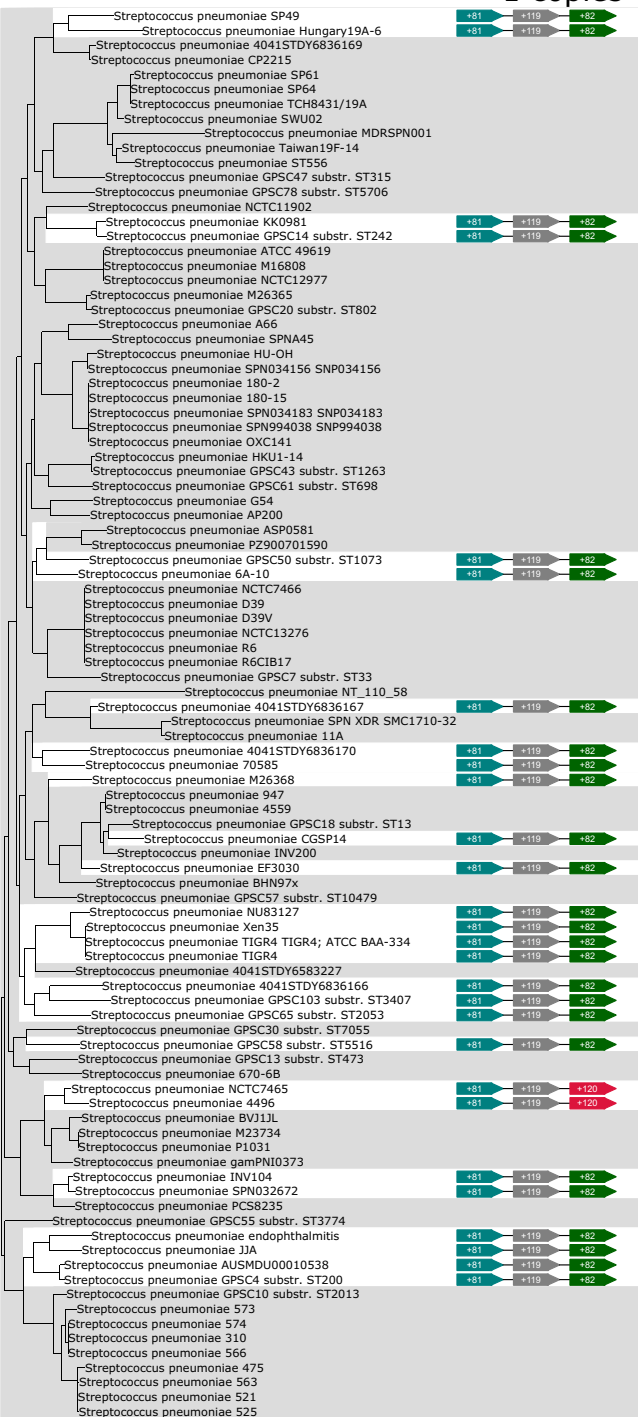 Streptococcus pneumoniae SP49 +81 +119 +82
Streptococcus pneumoniae Hungary19A-6 +81 +119 +82
Streptococcus pneumoniae 4041STDY6836169
Streptococcus pneumoniae CP2215
Streptococcus pneumoniae SP61
Streptococcus pneumoniae SP64
Streptococcus pneumoniae TCH8431/19A
Streptococcus pneumoniae SWU02
Streptococcus pneumoniae MDRSPN001
Streptococcus pneumoniae Taiwan19F-14
Streptococcus pneumoniae ST556
Streptococcus pneumoniae GPSC47 substr. ST315
Streptococcus pneumoniae GPSC78 substr. ST5706
Streptococcus pneumoniae NCTC11902
Streptococcus pneumoniae KK0981 +81 +119 +82
Streptococcus pneumoniae GPSC14 substr. ST242 +81 +119 +82
Streptococcus pneumoniae ATCC 49619
Streptococcus pneumoniae M16808
Streptococcus pneumoniae NCTC12977
Streptococcus pneumoniae M26365
Streptococcus pneumoniae GPSC20 substr. ST802
Streptococcus pneumoniae A66
Streptococcus pneumoniae SPNA45
Streptococcus pneumoniae HU-OH
Streptococcus pneumoniae SPN034156 SNP034156
Streptococcus pneumoniae 180-2
Streptococcus pneumoniae 180-15
Streptococcus pneumoniae SPN034183 SNP034183
Streptococcus pneumoniae SPN994038 SNP994038
Streptococcus pneumoniae OXC141
Streptococcus pneumoniae HKU1-14
Streptococcus pneumoniae GPSC43 substr. ST1263
Streptococcus pneumoniae GPSC61 substr. ST698
Streptococcus pneumoniae G54
Streptococcus pneumoniae AP200
Streptococcus pneumoniae ASP0581
Streptococcus pneumoniae PZ900701590
Streptococcus pneumoniae GPSC50 substr. ST1073 +81 +119 +82
Streptococcus pneumoniae 6A-10 +81 +119 +82
Streptococcus pneumoniae NCTC7466
Streptococcus pneumoniae D39
Streptococcus pneumoniae D39V
Streptococcus pneumoniae NCTC13276
Streptococcus pneumoniae R6
Streptococcus pneumoniae R6CIB17
Streptococcus pneumoniae GPSC7 substr. ST33
Streptococcus pneumoniae NT_110_58
Streptococcus pneumoniae 4041STDY6836167 +81 +119 +82
Streptococcus pneumoniae SPN XDR SMC1710-32
Streptococcus pneumoniae 11A
Streptococcus pneumoniae 4041STDY6836170 +81 +119 +82
Streptococcus pneumoniae 70585 +81 +119 +82
Streptococcus pneumoniae M26368 +81 +119 +82
Streptococcus pneumoniae 947
Streptococcus pneumoniae 4559
Streptococcus pneumoniae GPSC18 substr. ST13
Streptococcus pneumoniae CGSP14 +81 +119 +82
Streptococcus pneumoniae INV200
Streptococcus pneumoniae EF3030 +81 +119 +82
Streptococcus pneumoniae BHN97x
Streptococcus pneumoniae GPSC57 substr. ST10479
Streptococcus pneumoniae NU83127 +81 +119 +82
Streptococcus pneumoniae Xen35 +81 +119 +82
Streptococcus pneumoniae TIGR4 TIGR4; ATCC BAA-334 +81 +119 +82
Streptococcus pneumoniae TIGR4 +81 +119 +82
Streptococcus pneumoniae 4041STDY6583227
Streptococcus pneumoniae 4041STDY6836166 +81 +119 +82
Streptococcus pneumoniae GPSC103 substr. ST3407 +81 +119 +82
Streptococcus pneumoniae GPSC65 substr. ST2053 +81 +119 +82
Streptococcus pneumoniae GPSC30 substr. ST7055
Streptococcus pneumoniae GPSC58 substr. ST5516 +81 +119 +82
Streptococcus pneumoniae GPSC13 substr. ST473
Streptococcus pneumoniae 670-6B
Streptococcus pneumoniae NCTC7465 +81 +119 +120
Streptococcus pneumoniae 4496 +81 +119 +120
Streptococcus pneumoniae BVJ1JL
Streptococcus pneumoniae M23734
Streptococcus pneumoniae P1031
Streptococcus pneumoniae gamPNI0373
Streptococcus pneumoniae INV104 +81 +119 +82
Streptococcus pneumoniae SPN032672 +81 +119 +82
Streptococcus pneumoniae PCS8235
Streptococcus pneumoniae GPSC55 substr. ST3774
Streptococcus pneumoniae endophthalmitis +81 +119 +82
Streptococcus pneumoniae JJA +81 +119 +82
Streptococcus pneumoniae AUSMDU00010538 +81 +119 +82
Streptococcus pneumoniae GPSC4 substr. ST200 +81 +119 +82
Streptococcus pneumoniae GPSC10 substr. ST2013
Streptococcus pneumoniae 573
Streptococcus pneumoniae 574
Streptococcus pneumoniae 310
Streptococcus pneumoniae 566
Streptococcus pneumoniae 475
Streptococcus pneumoniae 563
Streptococcus pneumoniae 521
Streptococcus pneumoniae 525